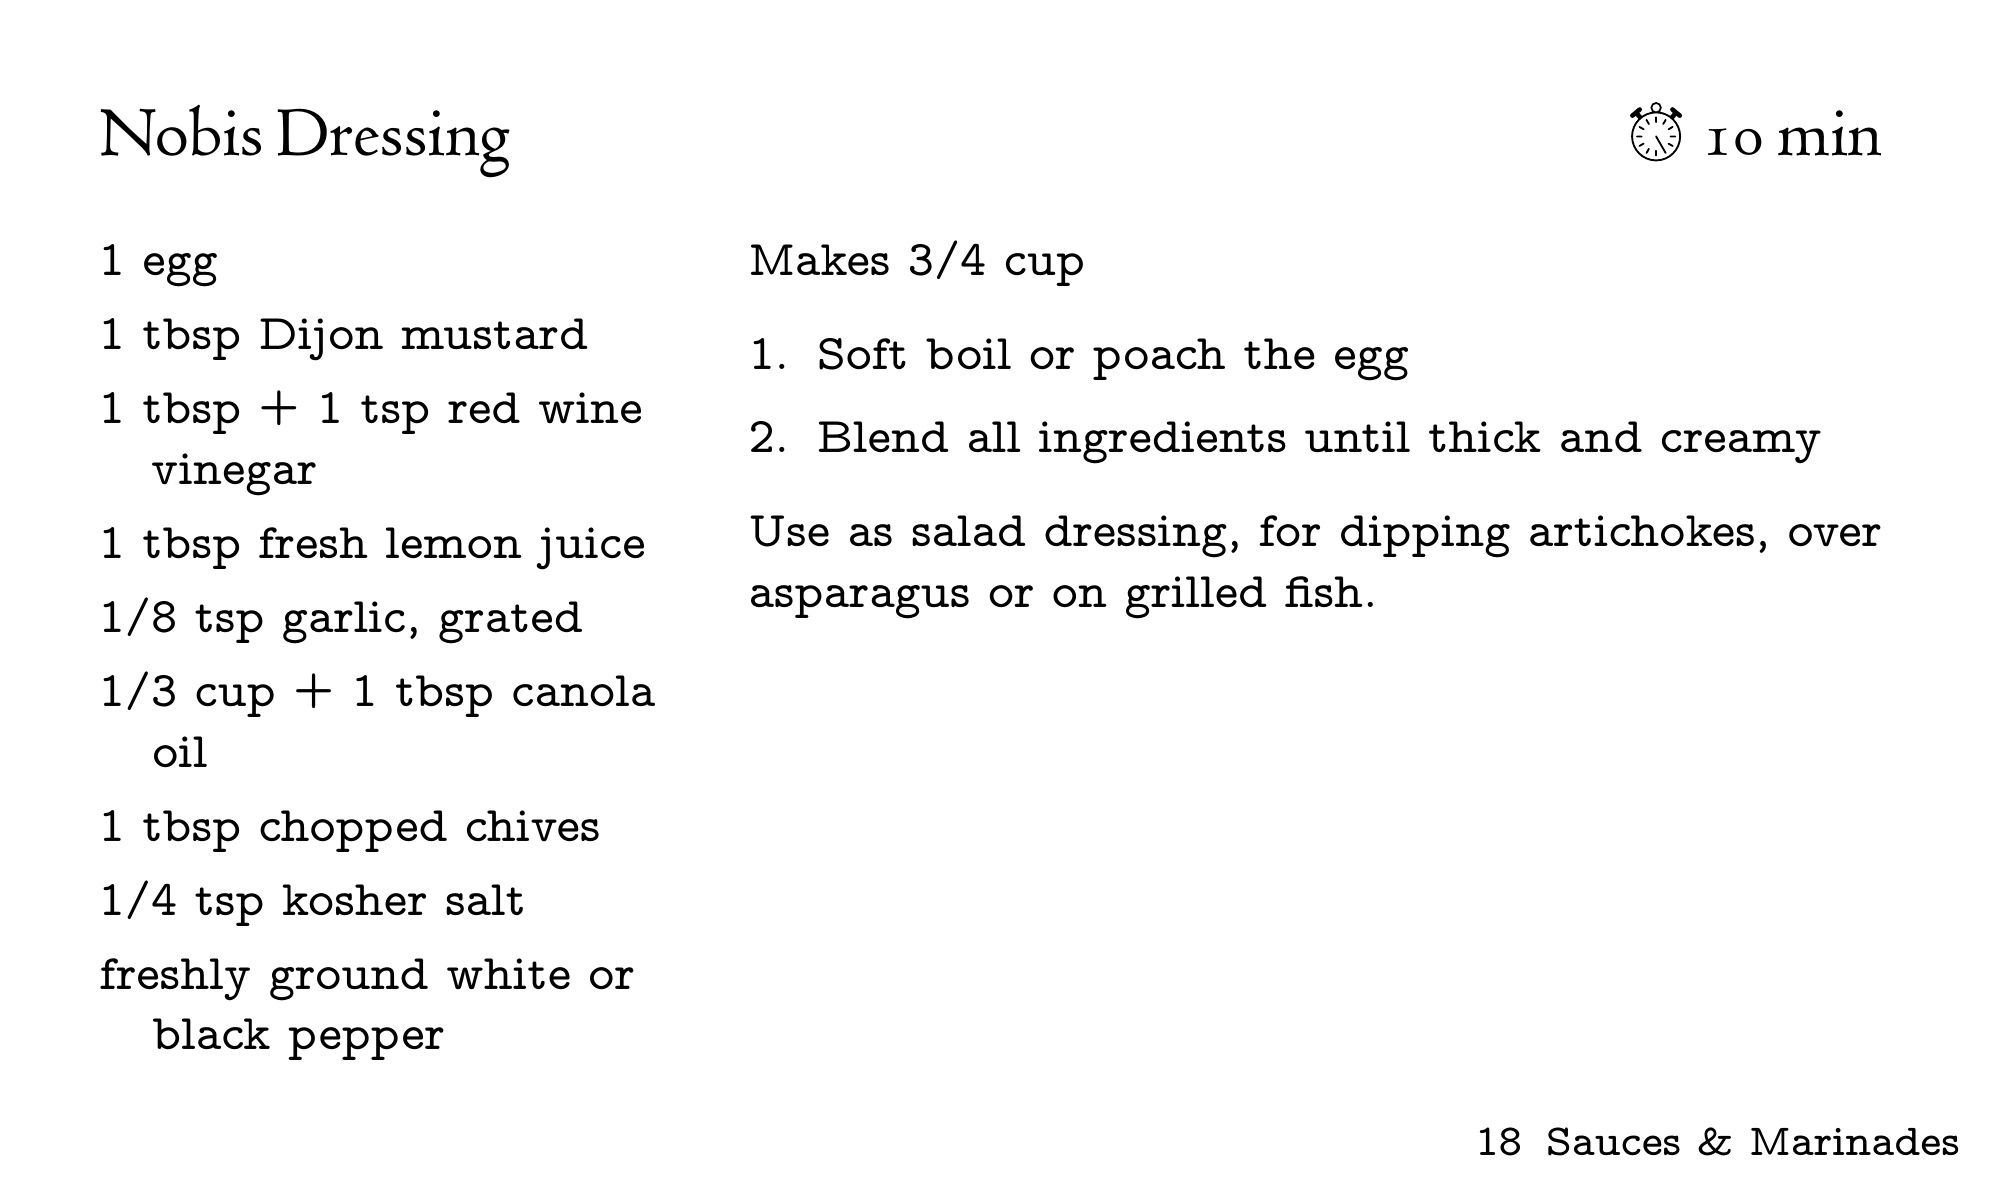 Nobis Dressing
10 min
1 egg
1 tbsp Dijon mustard
1 tbsp + 1 tsp red wine
vinegar
1 tbsp fresh lemon juice
1/8 tsp garlic, grated
1/3 cup + 1 tbsp canola
oil
1 tbsp chopped chives
1/4 tsp kosher salt
freshly ground white or
black pepper
Makes 3/4 cup
1. Soft boil or poach the egg
2. Blend all ingredients until thick and creamy
Use as salad dressing, for dipping artichokes, over
asparagus or on grilled fish.
18 Sauces & Marinades